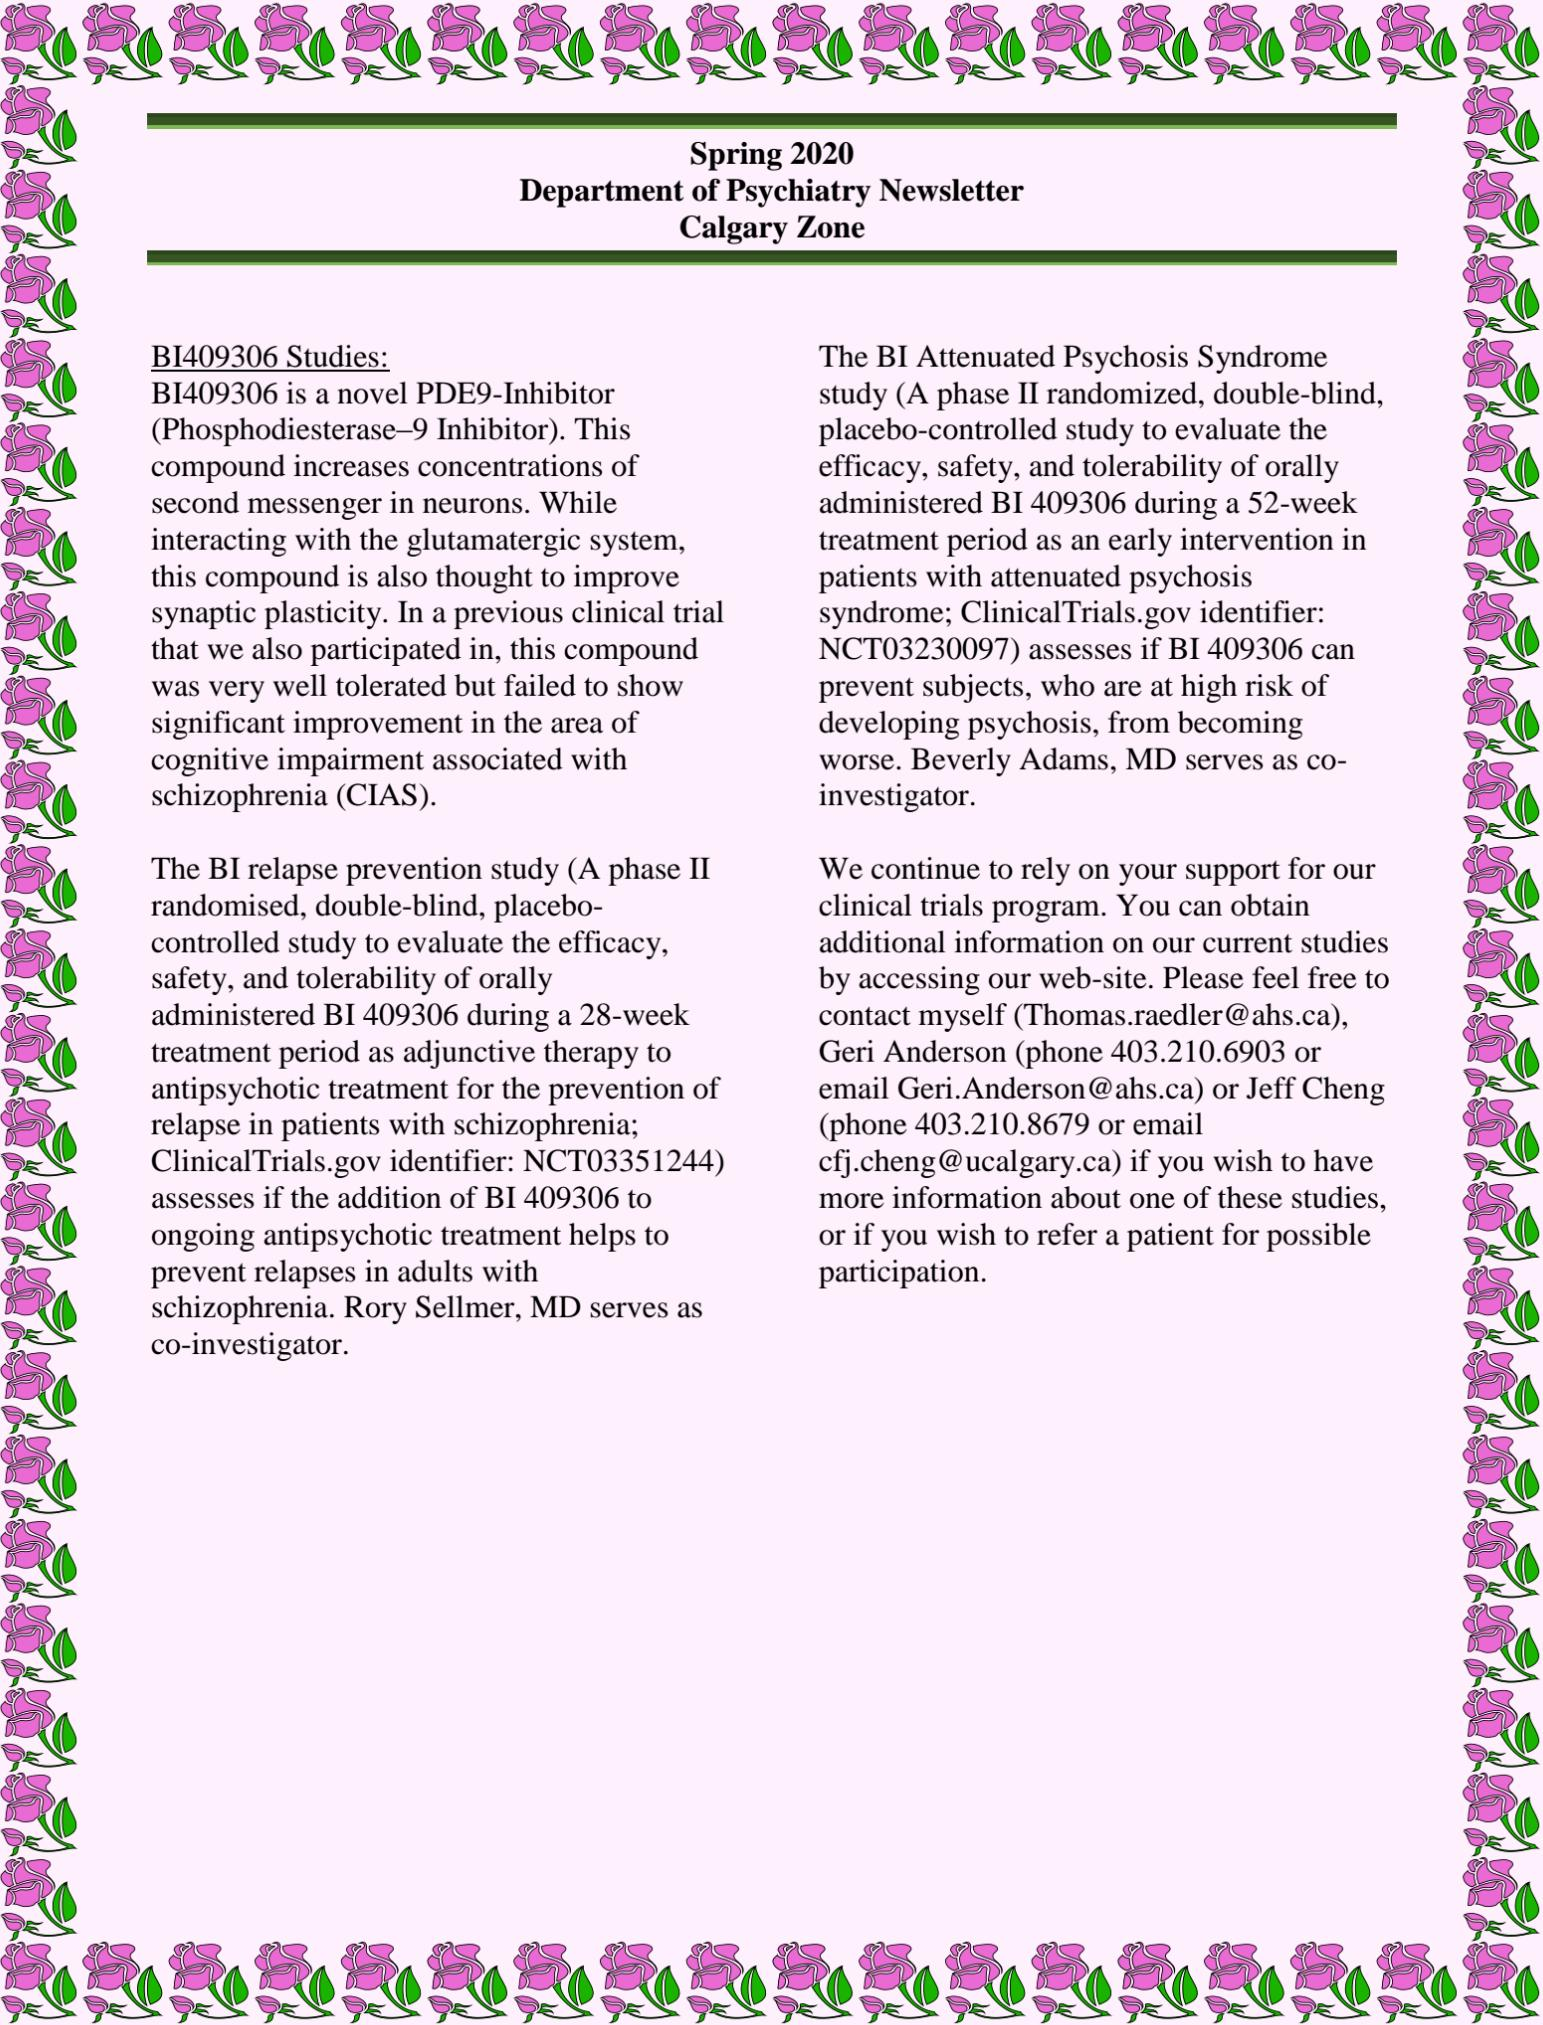 Spring 2020
Department of Psychiatry Newsletter
Calgary Zone
BI409306 Studies:
BI409306 is a novel PDE9-Inhibitor
(Phosphodiesterase–9 Inhibitor). This
compound increases concentrations of
second messenger in neurons. While
interacting with the glutamatergic system,
this compound is also thought to improve
synaptic plasticity. In a previous clinical trial
that we also participated in, this compound
was very well tolerated but failed to show
significant improvement in the area of
cognitive impairment associated with
schizophrenia (CIAS).
The BI relapse prevention study (A phase II
randomised, double-blind, placebo-
controlled study to evaluate the efficacy,
safety, and tolerability of orally
administered BI 409306 during a 28-week
treatment period as adjunctive therapy to
antipsychotic treatment for the prevention of
relapse in patients with schizophrenia;
ClinicalTrials.gov identifier: NCT03351244)
assesses if the addition of BI 409306 to
ongoing antipsychotic treatment helps to
prevent relapses in adults with
schizophrenia. Rory Sellmer, MD serves as
co-investigator.
The BI Attenuated Psychosis Syndrome
study (A phase II randomized, double-blind,
placebo-controlled study to evaluate the
efficacy, safety, and tolerability of orally
administered BI 409306 during a 52-week
treatment period as an early intervention in
patients with attenuated psychosis
syndrome; ClinicalTrials.gov identifier:
NCT03230097) assesses if BI 409306 can
prevent subjects, who are at high risk of
developing psychosis, from becoming
worse. Beverly Adams, MD serves as co-
investigator.
We continue to rely on your support for our
clinical trials program. You can obtain
additional information on our current studies
by accessing our web-site. Please feel free to
contact myself (Thomas.raedler@ahs.ca),
Geri Anderson (phone 403.210.6903 or
email Geri.Anderson@ahs.ca) or Jeff Cheng
(phone 403.210.8679 or email
cfj.cheng@ucalgary.ca) if you wish to have
more information about one of these studies,
or if you wish to refer a patient for possible
participation.